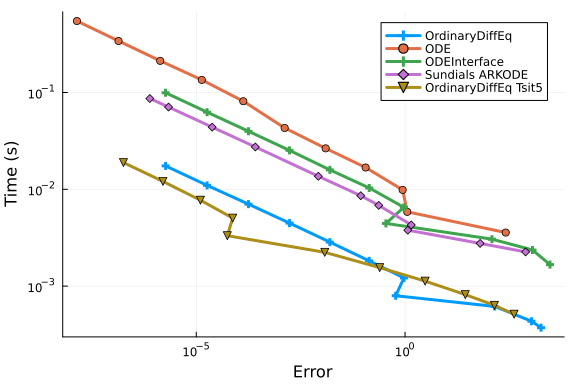 OrdinaryDiffEq
ODE
ODEInterface
Sundials ARKODE
OrdinaryDiffEq Tsit5
Time (s)
10⁻¹
10⁻²
10⁻³
10⁻⁵ 10⁰
Error